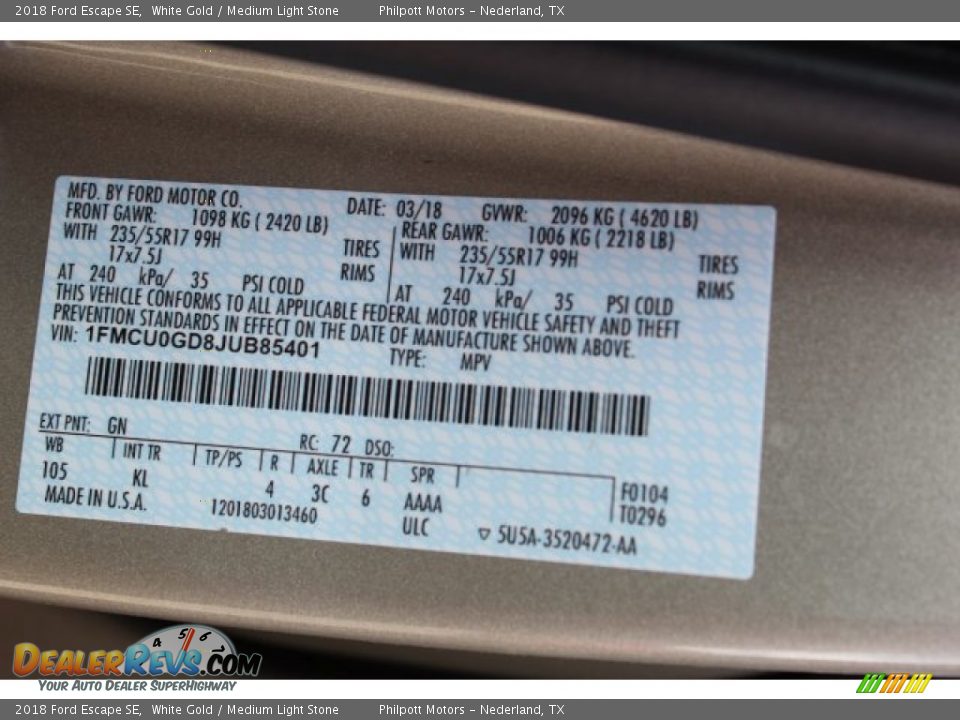 2018 Ford Escape SE, White Gold / Medium Light Stone Philpott Motors - Nederland, TX
MFD. BY FORD MOTOR CO. DATE: 03/18 GVWR: 2096 KG ( 4620 LB)
FRONT GAWR: 1098 KG ( 2420 LB) REAR GAWR: 1006 KG ( 2218 LB)
WITH 235/55R17 99H TIRES WITH 235/55R17 99H TIRES
17x7.5J RIMS 17x7.5J RIMS
AT 240 kPa/ 35 PSI COLD AT 240 kPa/ 35 PSI COLD
THIS VEHICLE CONFORMS TO ALL APPLICABLE FEDERAL MOTOR VEHICLE SAFETY AND THEFT
PREVENTION STANDARDS IN EFFECT ON THE DATE OF MANUFACTURE SHOWN ABOVE.
VIN: 1FMCU0GD8JUB85401 TYPE: MPV
EXT PNT: GN RC: 72 DSO:
WB INT TR TP/PS R AXLE TR SPR
105 KL 4 3C 6 AAAA F0104
MADE IN U.S.A. 1201803013460 ULC T0296
5U5A-3520472-AA
4 5 6
DEALERREVS.COM
YOUR AUTO DEALER SUPERHIGHWAY
2018 Ford Escape SE, White Gold / Medium Light Stone Philpott Motors - Nederland, TX